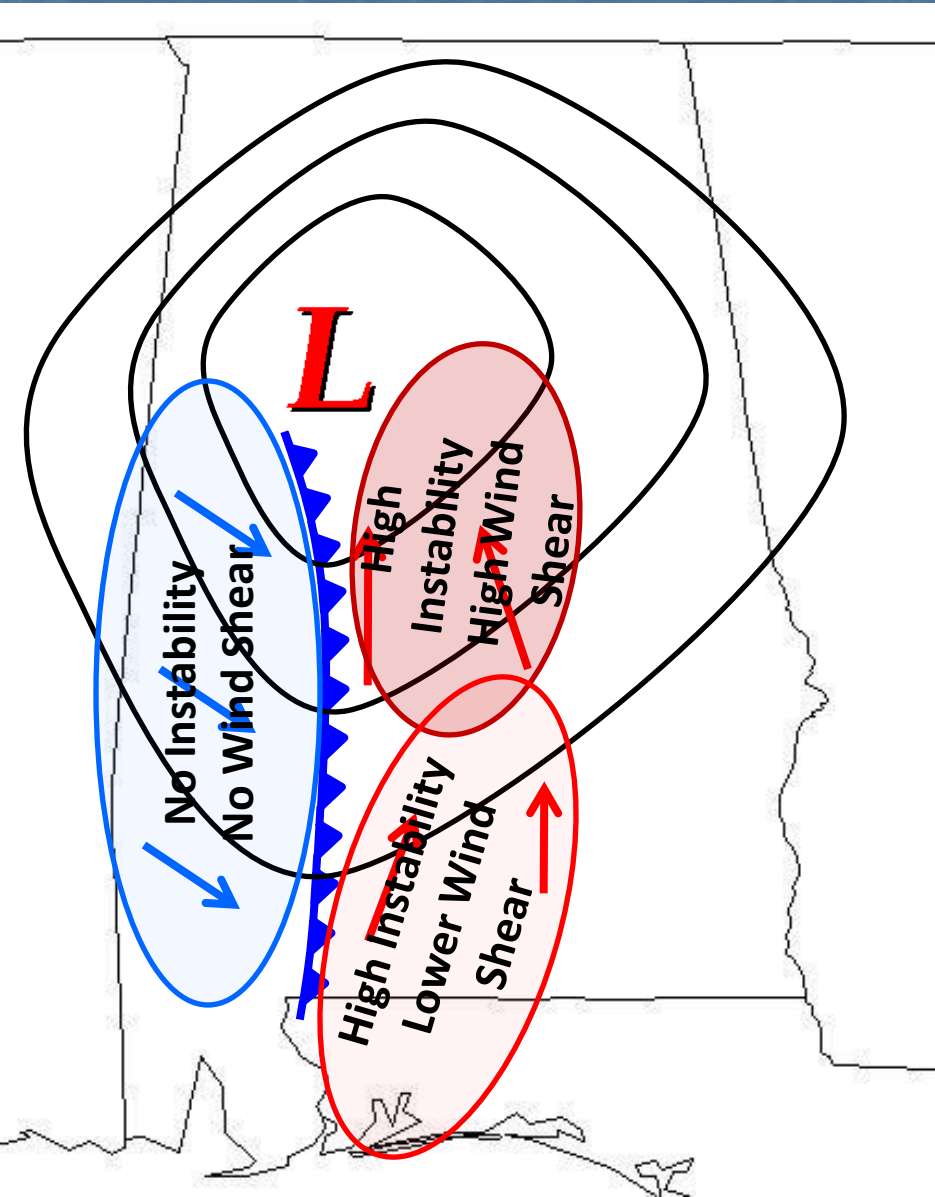 L
No Instability
No Wind Shear
High
Instability
High Wind
Shear
High Instability
Lower Wind
Shear